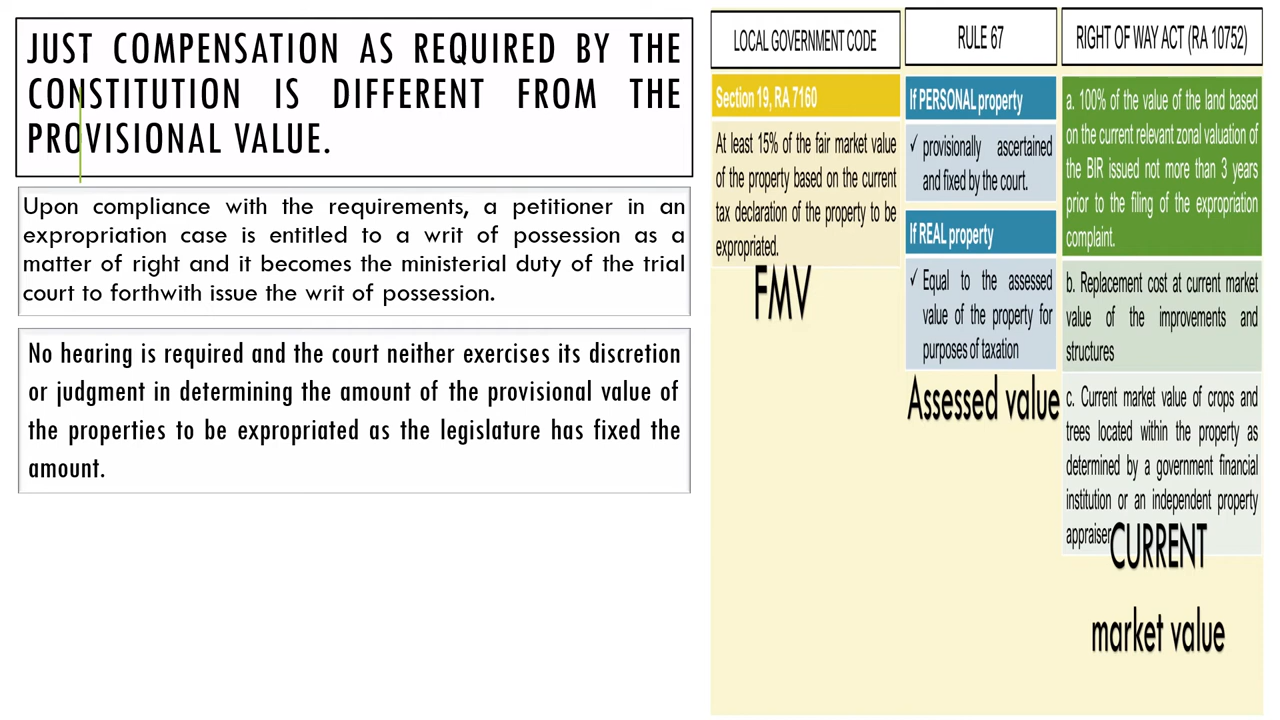 JUST COMPENSATION AS REQUIRED BY THE
CONSTITUTION IS DIFFERENT FROM THE
PROVISIONAL VALUE.
Upon compliance with the requirements, a petitioner in an
expropriation case is entitled to a writ of possession as a
matter of right and it becomes the ministerial duty of the trial
court to forthwith issue the writ of possession.
No hearing is required and the court neither exercises its discretion
or judgment in determining the amount of the provisional value of
the properties to be expropriated as the legislature has fixed the
amount.
LOCAL GOVERNMENT CODE
Section 19, RA 7160
At least 15% of the fair market value
of the property based on the current
tax declaration of the property to be
expropriated.
FMV
RULE 67
If PERSONAL property
✓ provisionally ascertained
and fixed by the court.
If REAL property
✓ Equal to the assessed
value of the property for
purposes of taxation
Assessed value
RIGHT OF WAY ACT (RA 10752)
a. 100% of the value of the land based
on the current relevant zonal valuation of
the BIR issued not more than 3 years
prior to the filing of the expropriation
complaint.
b. Replacement cost at current market
value of the improvements and
structures
c. Current market value of crops and
trees located within the property as
determined by a government financial
institution or an independent property
appraiser
CURRENT
market value